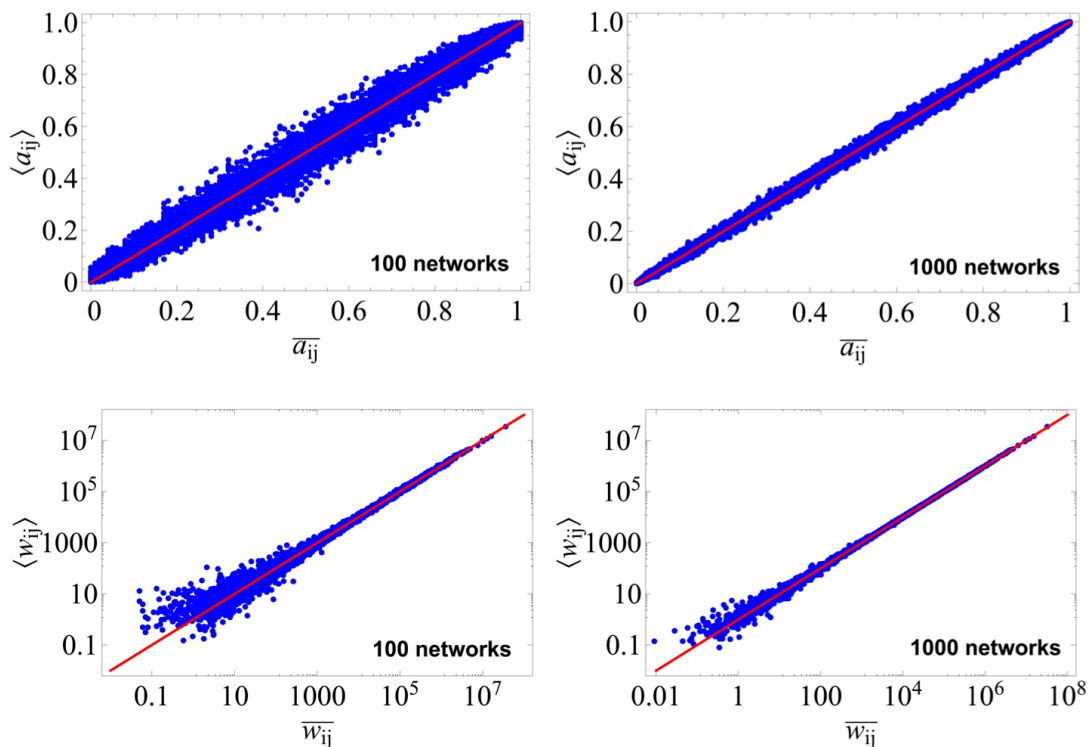 1.0
0.8
0.6
0.4
0.2
0
⟨a_ij⟩
100 networks
0 0.2 0.4 0.6 0.8 1
\overline{a_ij}
1.0
0.8
0.6
0.4
0.2
0
⟨a_ij⟩
1000 networks
0 0.2 0.4 0.6 0.8 1
\overline{a_ij}
10^7
10^5
1000
10
0.1
⟨w_ij⟩
100 networks
0.1 10 1000 10^5 10^7
\overline{w_ij}
10^7
10^5
1000
10
0.1
⟨w_ij⟩
1000 networks
0.01 1 100 10^4 10^6 10^8
\overline{w_ij}